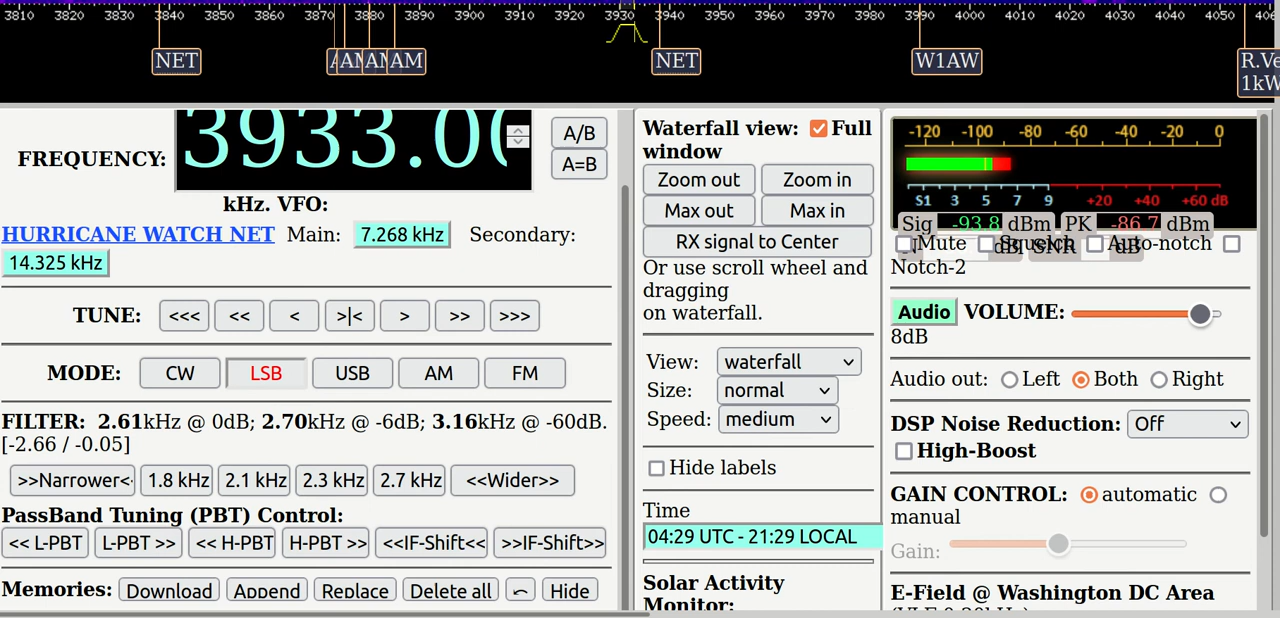 3810 3820 3830 3840 3850 3860 3870 3880 3890 3900 3910 3920 3930 3940 3950 3960 3970 3980 3990 4000 4010 4020 4030 4040 4050
NET AM AM NET W1AW R.Ve
1kW
FREQUENCY: 3933.00 A/B
A=B
kHz. VFO:
HURRICANE WATCH NET Main: 7.268 kHz Secondary:
14.325 kHz
TUNE: <<< << < >|< > >> >>>
MODE: CW LSB USB AM FM
FILTER: 2.61kHz @ 0dB; 2.70kHz @ -6dB; 3.16kHz @ -60dB.
[-2.66 / -0.05]
>>Narrower< 1.8 kHz 2.1 kHz 2.3 kHz 2.7 kHz <<Wider>>
PassBand Tuning (PBT) Control:
<< L-PBT L-PBT >> << H-PBT H-PBT >> <<IF-Shift<< >>IF-Shift>>
Memories: Download Append Replace Delete all ⤺ Hide
Waterfall view: Full
window
Zoom out Zoom in
Max out Max in
RX signal to Center
Or use scroll wheel and
dragging
on waterfall.
View: waterfall
Size: normal
Speed: medium
Hide labels
Time
04:29 UTC - 21:29 LOCAL
Solar Activity
Monitor:
-120 -100 -80 -60 -40 -20 0
S1 3 5 7 9 +20 +40 +60 dB
Sig -93.8 dBm PK -86.7 dBm
Mute Squelch Auto-notch
dB SNR dB
Notch-2
Audio VOLUME:
8dB
Audio out: Left Both Right
DSP Noise Reduction: Off
High-Boost
GAIN CONTROL: automatic
manual
Gain:
E-Field @ Washington DC Area